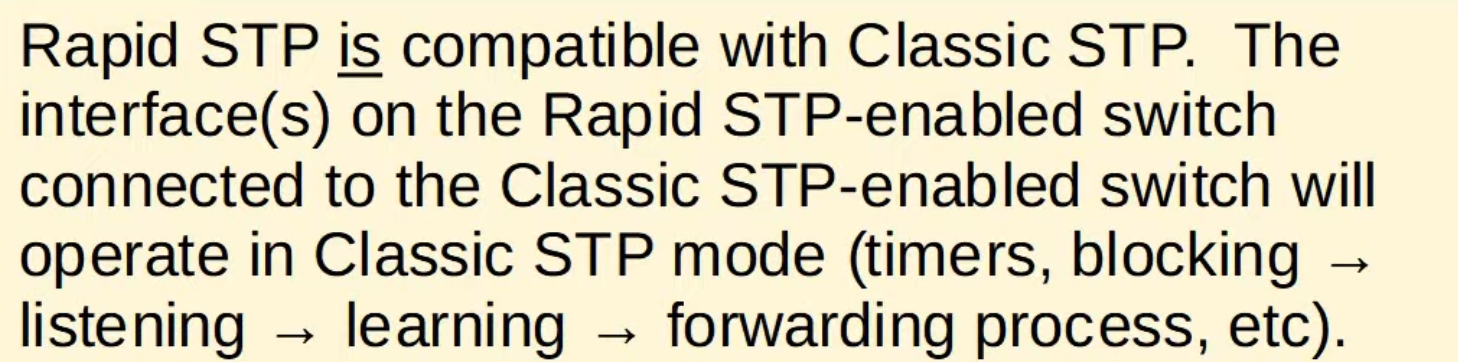 Rapid STP is compatible with Classic STP.  The
interface(s) on the Rapid STP-enabled switch
connected to the Classic STP-enabled switch will
operate in Classic STP mode (timers, blocking →
listening → learning → forwarding process, etc).